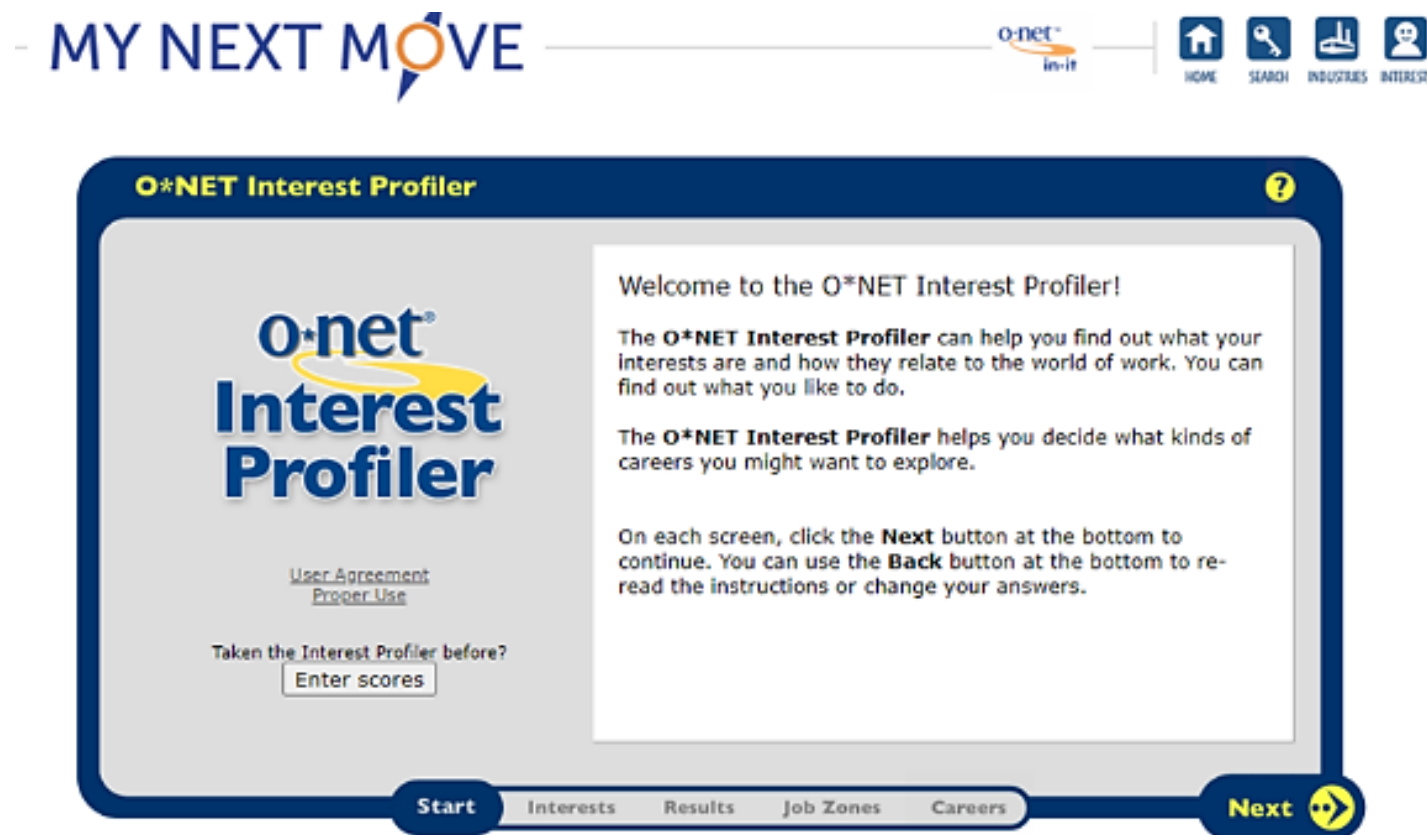 MY NEXT MOVE
o*net™
in-it
HOME SEARCH INDUSTRIES INTEREST
O*NET Interest Profiler
?
o*net®
Interest
Profiler
User Agreement
Proper Use
Taken the Interest Profiler before?
Enter scores
Welcome to the O*NET Interest Profiler!
The O*NET Interest Profiler can help you find out what your
interests are and how they relate to the world of work. You can
find out what you like to do.
The O*NET Interest Profiler helps you decide what kinds of
careers you might want to explore.
On each screen, click the Next button at the bottom to
continue. You can use the Back button at the bottom to re-
read the instructions or change your answers.
Start Interests Results Job Zones Careers
Next